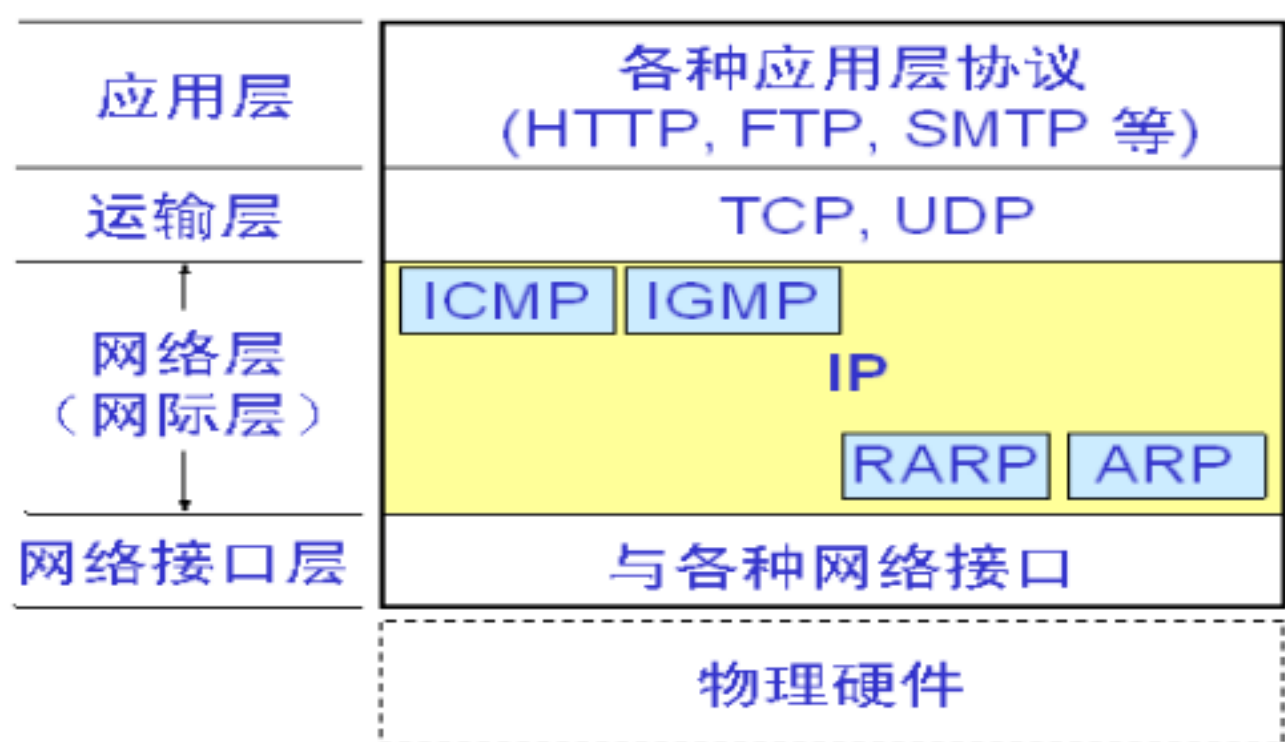 应用层
各种应用层协议
(HTTP, FTP, SMTP 等)
运输层
TCP, UDP
ICMP
IGMP
网络层
(网际层)
IP
RARP
ARP
网络接口层
与各种网络接口
物理硬件